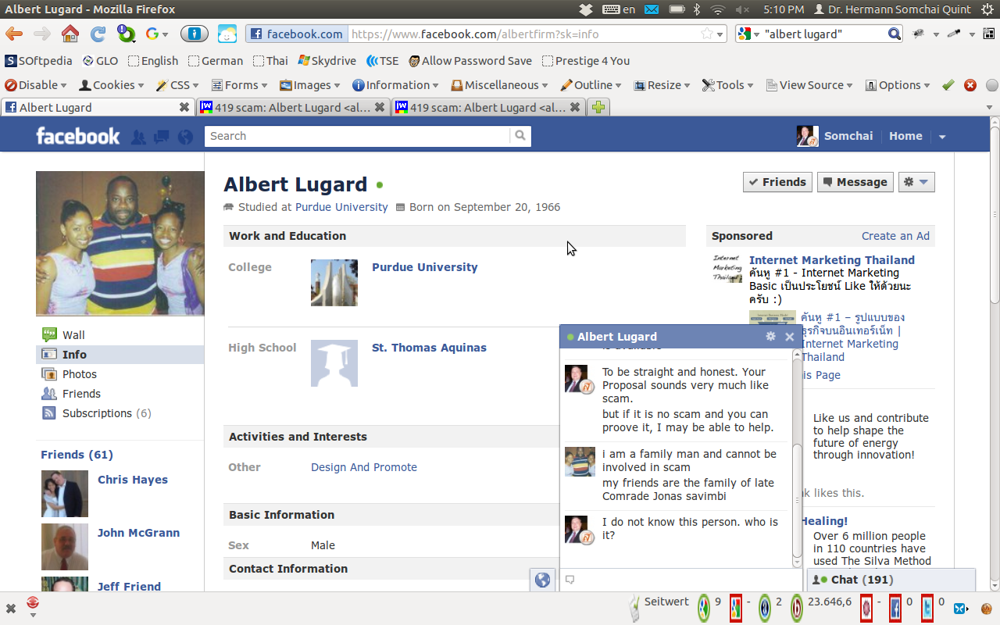 Albert Lugard - Mozilla Firefox
en
5:10 PM
Dr. Hermann Somchai Quint
facebook.com
https://www.facebook.com/albertfirm?sk=info
"albert lugard"
SOftpedia
GLO
English
German
Thai
Skydrive
TSE
Allow Password Save
Prestige 4 You
Disable
Cookies
CSS
Forms
Images
Information
Miscellaneous
Outline
Resize
Tools
View Source
Options
Albert Lugard
419 scam: Albert Lugard <al...
419 scam: Albert Lugard <al...
facebook
Search
Somchai
Home
Albert Lugard
Friends
Message
Studied at Purdue University
Born on September 20, 1966
Work and Education
College
Purdue University
High School
St. Thomas Aquinas
Activities and Interests
Other
Design And Promote
Basic Information
Sex
Male
Contact Information
Wall
Info
Photos
Friends
Subscriptions (6)
Friends (61)
Chris Hayes
John McGrann
Jeff Friend
Sponsored
Create an Ad
Internet
Marketing
Thailand
Internet Marketing Thailand
ค้นหู #1 - Internet Marketing
Basic เป็นประโยชน์ Like ให้ด้วยนะ
ครับ :)
ค้นหู #1 – รูปแบบของ
ธุรกิจบนอินเทอร์เน็ท |
Internet Marketing
Thailand
is Page
Like us and contribute
to help shape the
future of energy
through innovation!
nk likes this.
Healing!
Over 6 million people
in 110 countries have
used The Silva Method
Albert Lugard
To be straight and honest. Your
Proposal sounds very much like
scam.
but if it is no scam and you can
proove it, I may be able to help.
i am a family man and cannot be
involved in scam
my friends are the family of late
Comrade Jonas savimbi
I do not know this person. who is
it?
Chat (191)
Seitwert
9
-
2
23.646,6
-
0
0